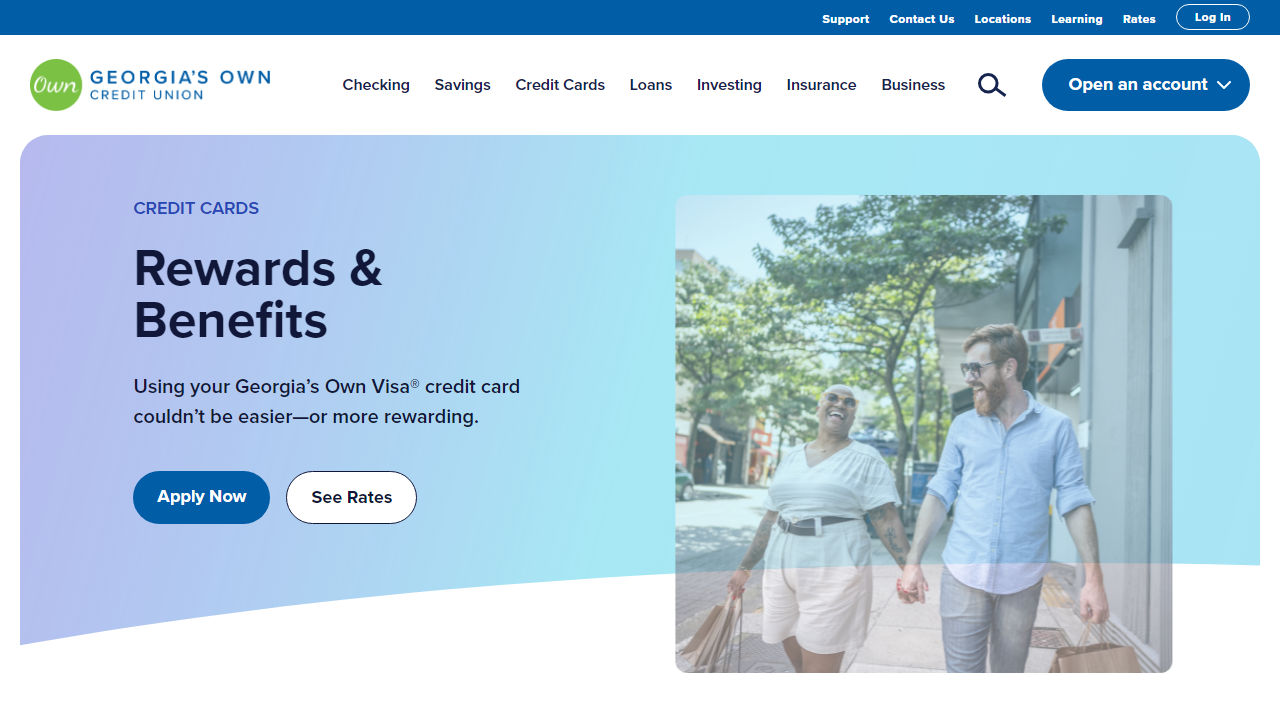 Support Contact Us Locations Learning Rates Log In
Own GEORGIA'S OWN
CREDIT UNION
Checking Savings Credit Cards Loans Investing Insurance Business Open an account
CREDIT CARDS
Rewards &
Benefits
Using your Georgia’s Own Visa® credit card
couldn’t be easier—or more rewarding.
Apply Now See Rates